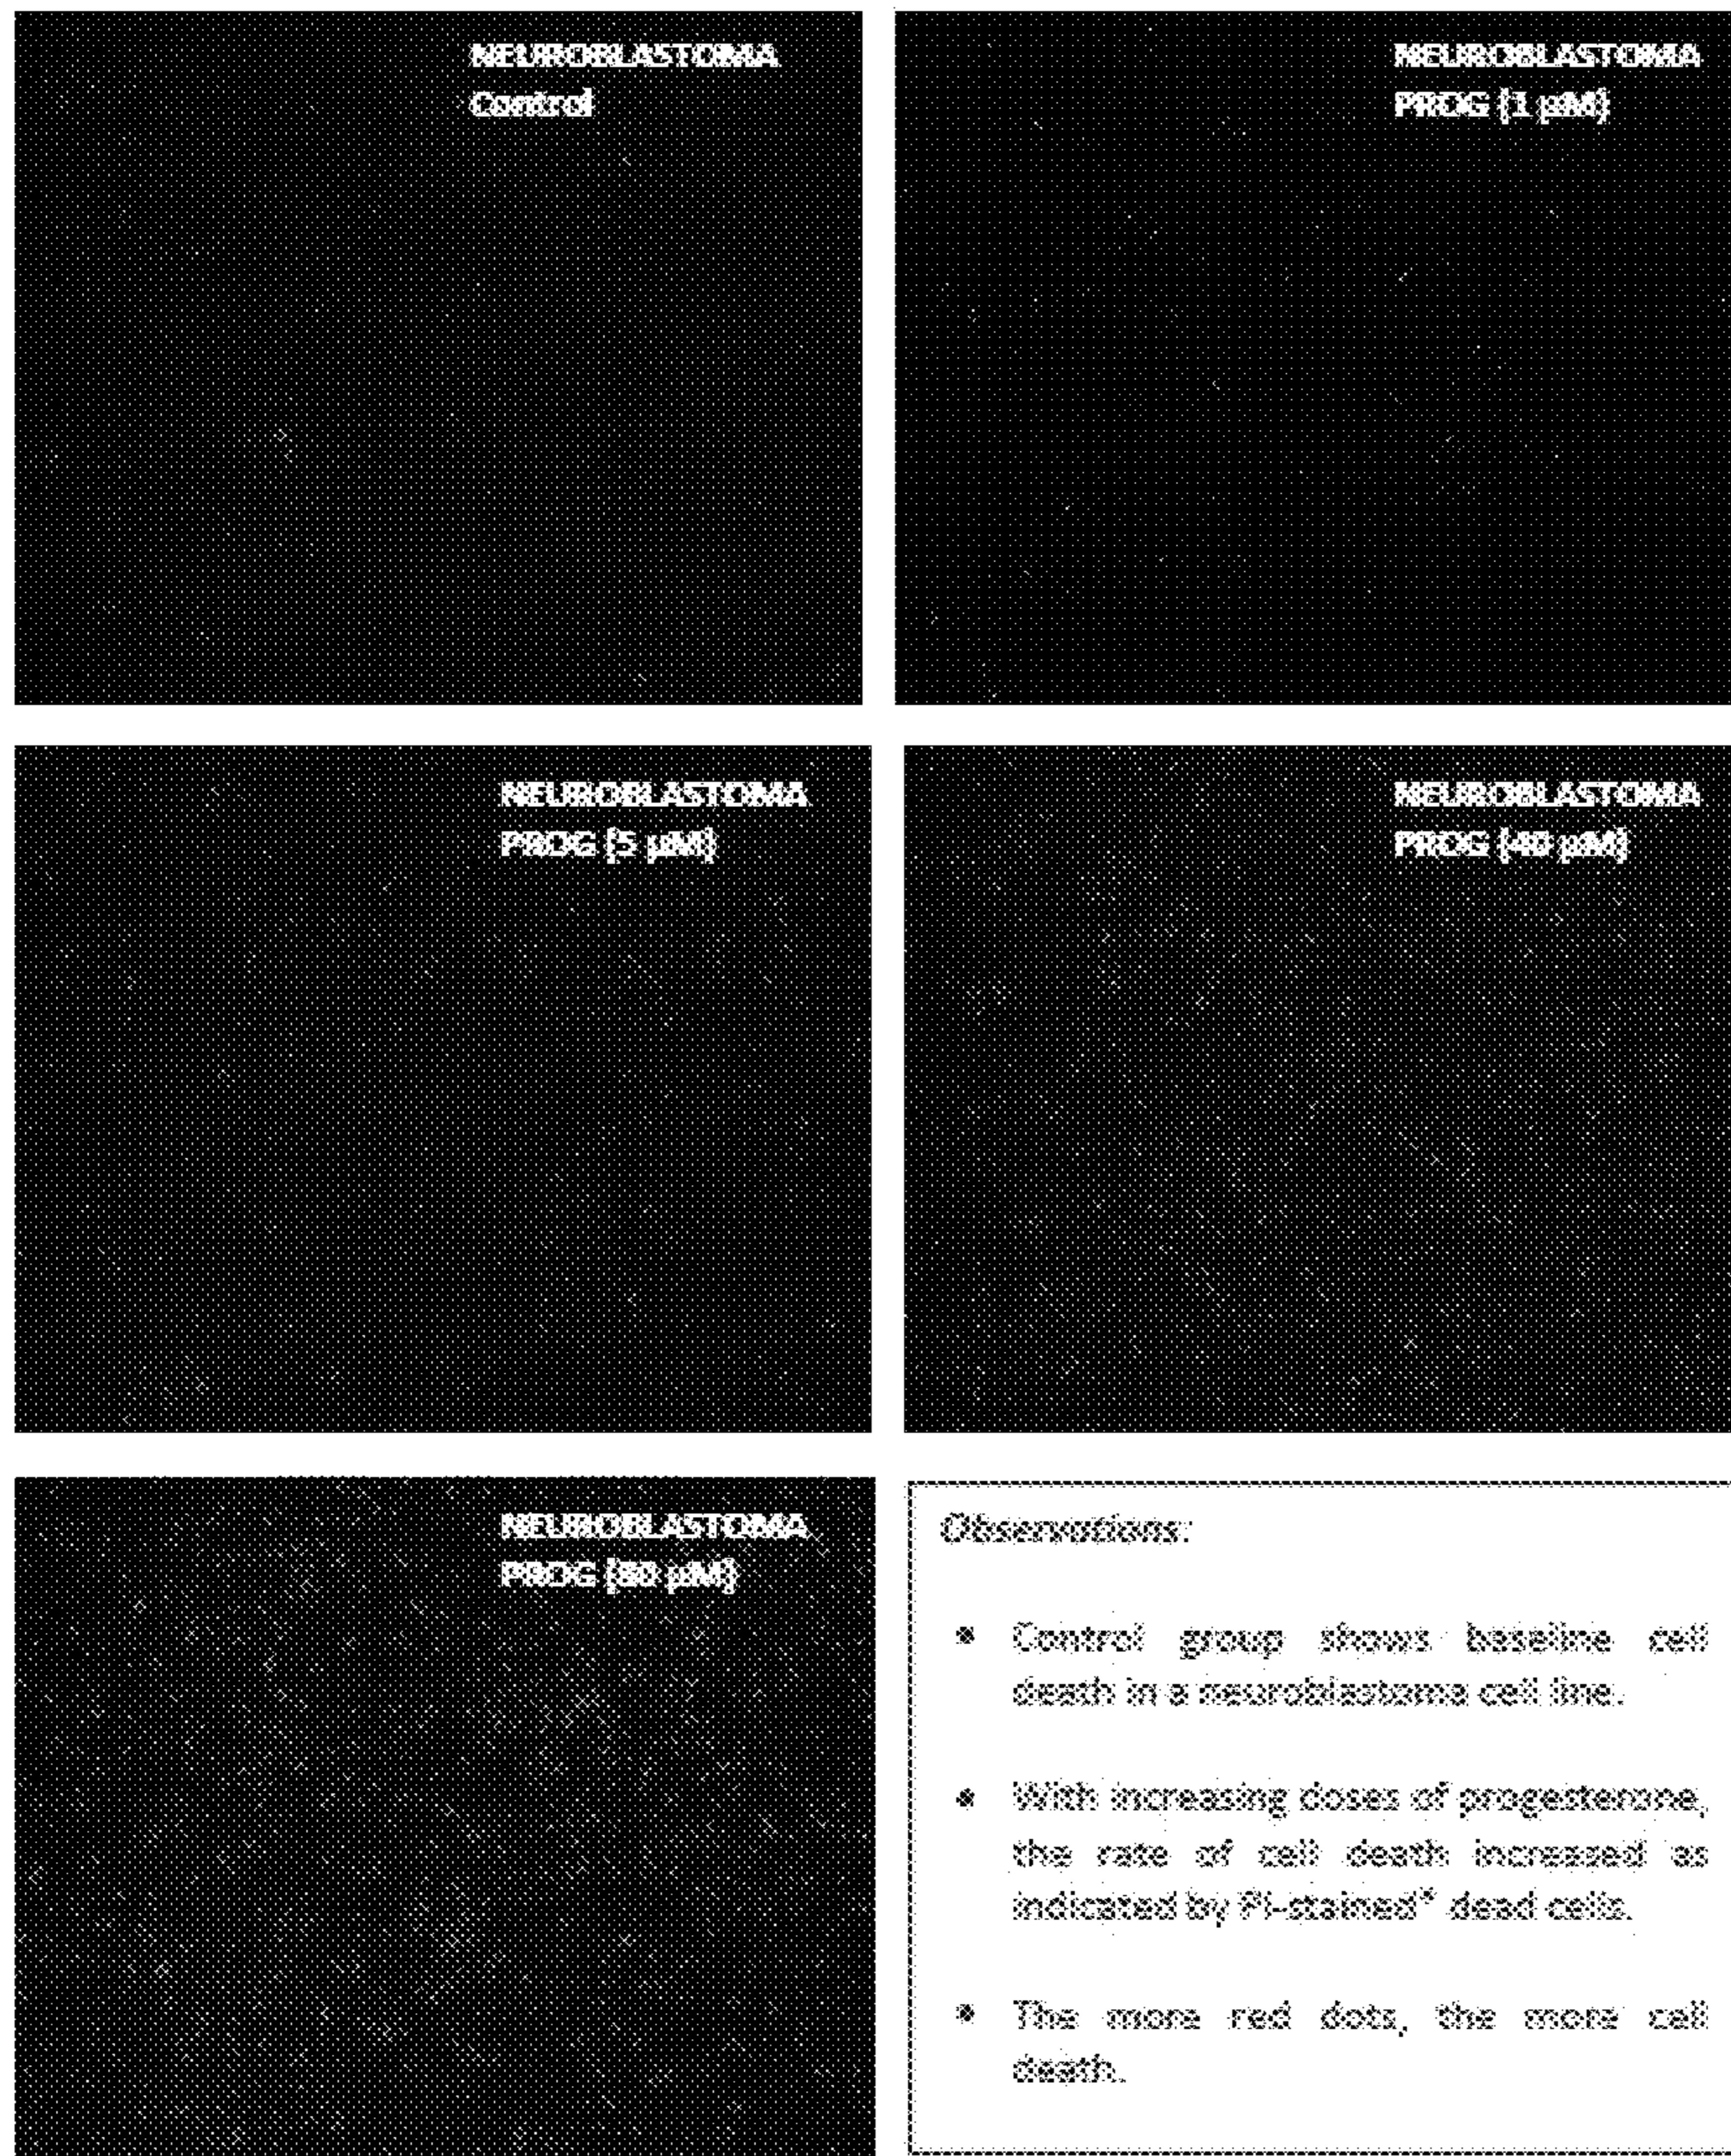 NEUROBLASTOMA
Control
NEUROBLASTOMA
PROG (1 µM)
NEUROBLASTOMA
PROG (5 µM)
NEUROBLASTOMA
PROG (40 µM)
NEUROBLASTOMA
PROG (80 µM)
Observations:
• Control group shows baseline cell
death in a neuroblastoma cell line.
• With increasing doses of progesterone,
the rate of cell death increased as
indicated by PI-stained* dead cells.
• The more red dots, the more cell
death.